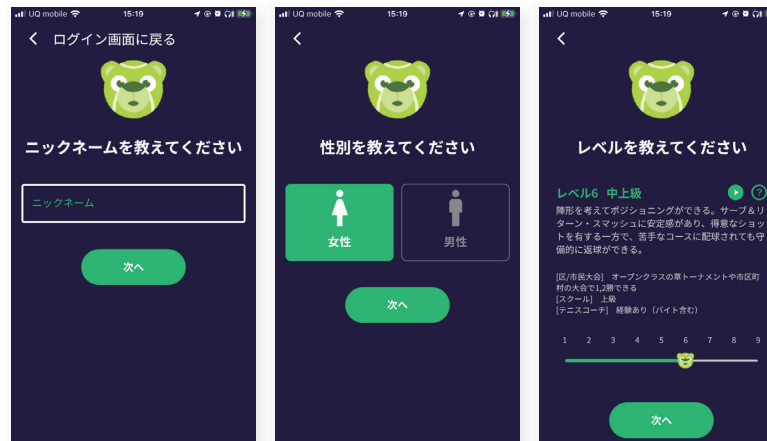 UQ mobile 15:19
ログイン画面に戻る
ニックネームを教えてください
ニックネーム
次へ
UQ mobile 15:19
性別を教えてください
女性
男性
次へ
UQ mobile 15:19
レベルを教えてください
レベル6 中上級
?
陣形を考えてポジショニングができる。サーブ＆リ
ターン・スマッシュに安定感があり、得意なショッ
トを有する一方で、苦手なコースに配球されても守
備的に返球ができる。
[区/市民大会] オープンクラスの草トーナメントや市区町
村の大会で1,2勝できる
[スクール] 上級
[テニスコーチ] 経験あり（バイト含む）
1 2 3 4 5 6 7 8 9
次へ